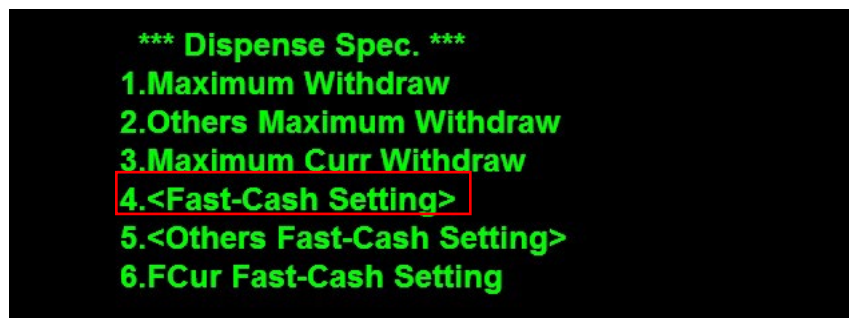 *** Dispense Spec. ***
1.Maximum Withdraw
2.Others Maximum Withdraw
3.Maximum Curr Withdraw
4.<Fast-Cash Setting>
5.<Others Fast-Cash Setting>
6.FCur Fast-Cash Setting